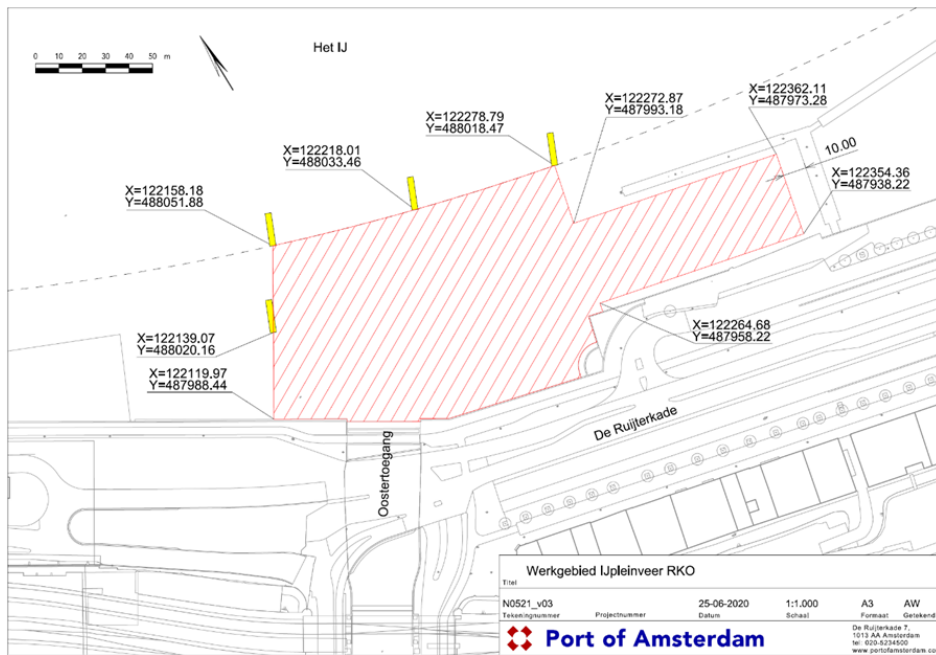 0 10 20 30 40 50 m
Het IJ
X=122158.18
Y=488051.88
X=122218.01
Y=488033.46
X=122278.79
Y=488018.47
X=122272.87
Y=487993.18
X=122362.11
Y=487973.28
10.00
X=122354.36
Y=487938.22
X=122264.68
Y=487958.22
X=122139.07
Y=488020.16
X=122119.97
Y=487988.44
De Ruijterkade
Oostertoegang
Werkgebied IJpleinveer RKO
Titel
N0521_v03 25-06-2020 1:1.000 A3 AW
Tekeningnummer Projectnummer Datum Schaal Formaat Getekend
Port of Amsterdam
De Ruijterkade 7,
1013 AA Amsterdam
tel: 020-5234500
www.portofamsterdam.co